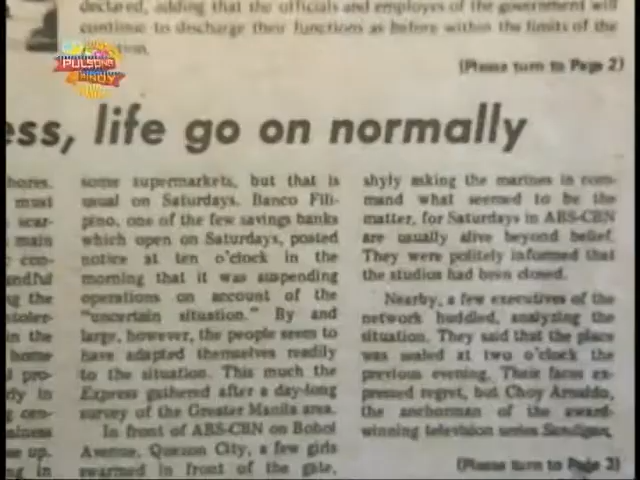 declared, adding that the officials and employes of the government will
continue to discharge their functions as before within the limits of the
(Please turn to Page 2)
PULSONG
PINOY
ess, life go on normally
hores.
must
scar-
main
con-
andful
g the
toler-
in the
home
pro-
rly in
g cen-
siness
se up.
ng in
some supermarkets, but that is
usual on Saturdays. Banco Fili-
pino, one of the few savings banks
which open on Saturdays, posted
notice at ten o'clock in the
morning that it was suspending
operations on account of the
"uncertain situation." By and
large, however, the people seem to
have adapted themselves readily
to the situation. This much the
Express gathered after a day-long
survey of the Greater Manila area.
In front of ABS-CBN on Bohol
Avenue, Quezon City, a few girls
swarmed in front of the gate,
shyly asking the marines in com-
mand what seemed to be the
matter, for Saturdays in ABS-CBN
are usually alive beyond belief.
They were politely informed that
the studios had been closed.
Nearby, a few executives of the
network huddled, analyzing the
situation. They said that the place
was sealed at two o'clock the
previous evening. Their faces ex-
pressed regret, but Choy Arnaldo,
the anchorman of the award-
winning television series Sandigan,
(Please turn to Page 3)